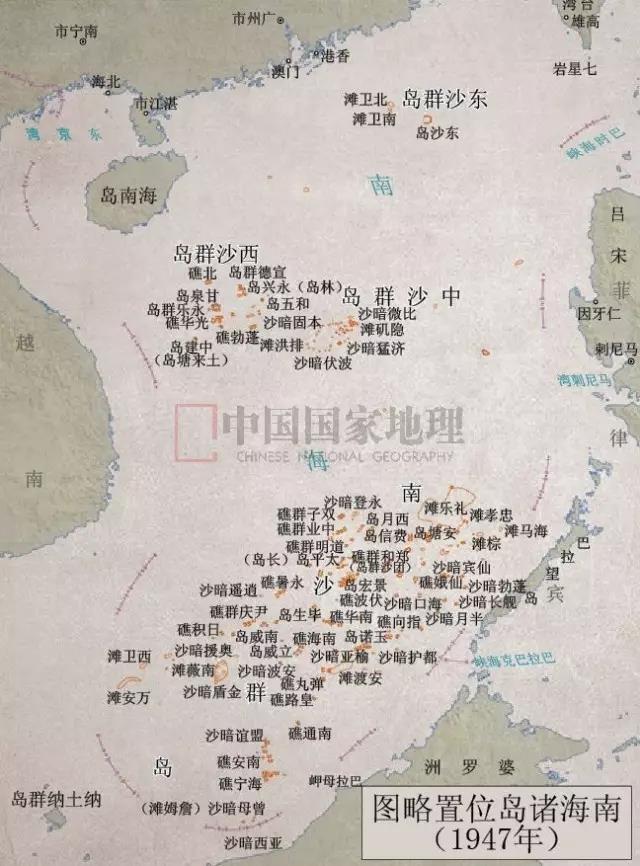 湾台
市州广
雄高
市宁南
港香
澳门
岩星七
海北
岛群沙东
滩卫北
市江湛
滩卫南
岛沙东
湾京东
峡海时巴
南
岛南海
吕
宋
岛群沙西
菲
礁北
岛群德宣
岛兴永（岛林）
岛群沙中
岛泉甘
岛五和
岛群乐永
沙暗微比
因牙仁
礁华光
沙暗固本
滩矶隐
礁勃蓬
岛建中
滩洪排
沙暗猛济
越
刺尼马
（岛塘来土）
沙暗伏波
湾刺尼马
中国国家地理
律
CHINESE NATIONAL GEOGRAPHY
海
南
南
沙暗登永
滩乐礼
礁群子双
岛月西
滩孝忠
礁群业中
岛信费
岛塘安
滩马海
巴
礁群明道
滩棕
拉
（岛长）岛平太
礁群和郑
（岛群沙团）
沙暗宾仙
望
沙暗遥逍
礁暑永
沙
岛宏景
礁娥仙
沙暗勃蓬
宾
岛
礁波伏
沙暗口海
沙暗长舰
礁群庆尹
岛生毕
礁华南
礁向指
沙暗月半
礁积日
岛威南
礁海南
岛诺玉
滩卫西
沙暗援奥
岛威立
沙暗亚榆
沙暗护都
峡海克巴拉巴
滩薇南
沙暗波安
滩渡安
滩安万
沙暗盾金
群
礁丸弹
礁路皇
沙暗谊盟
礁通南
岛
礁安南
洲罗婆
礁宁海
岬母拉巴
岛群纳土纳
（滩姆詹）沙暗母曾
沙暗西亚
图略置位岛诸海南
（1947年）